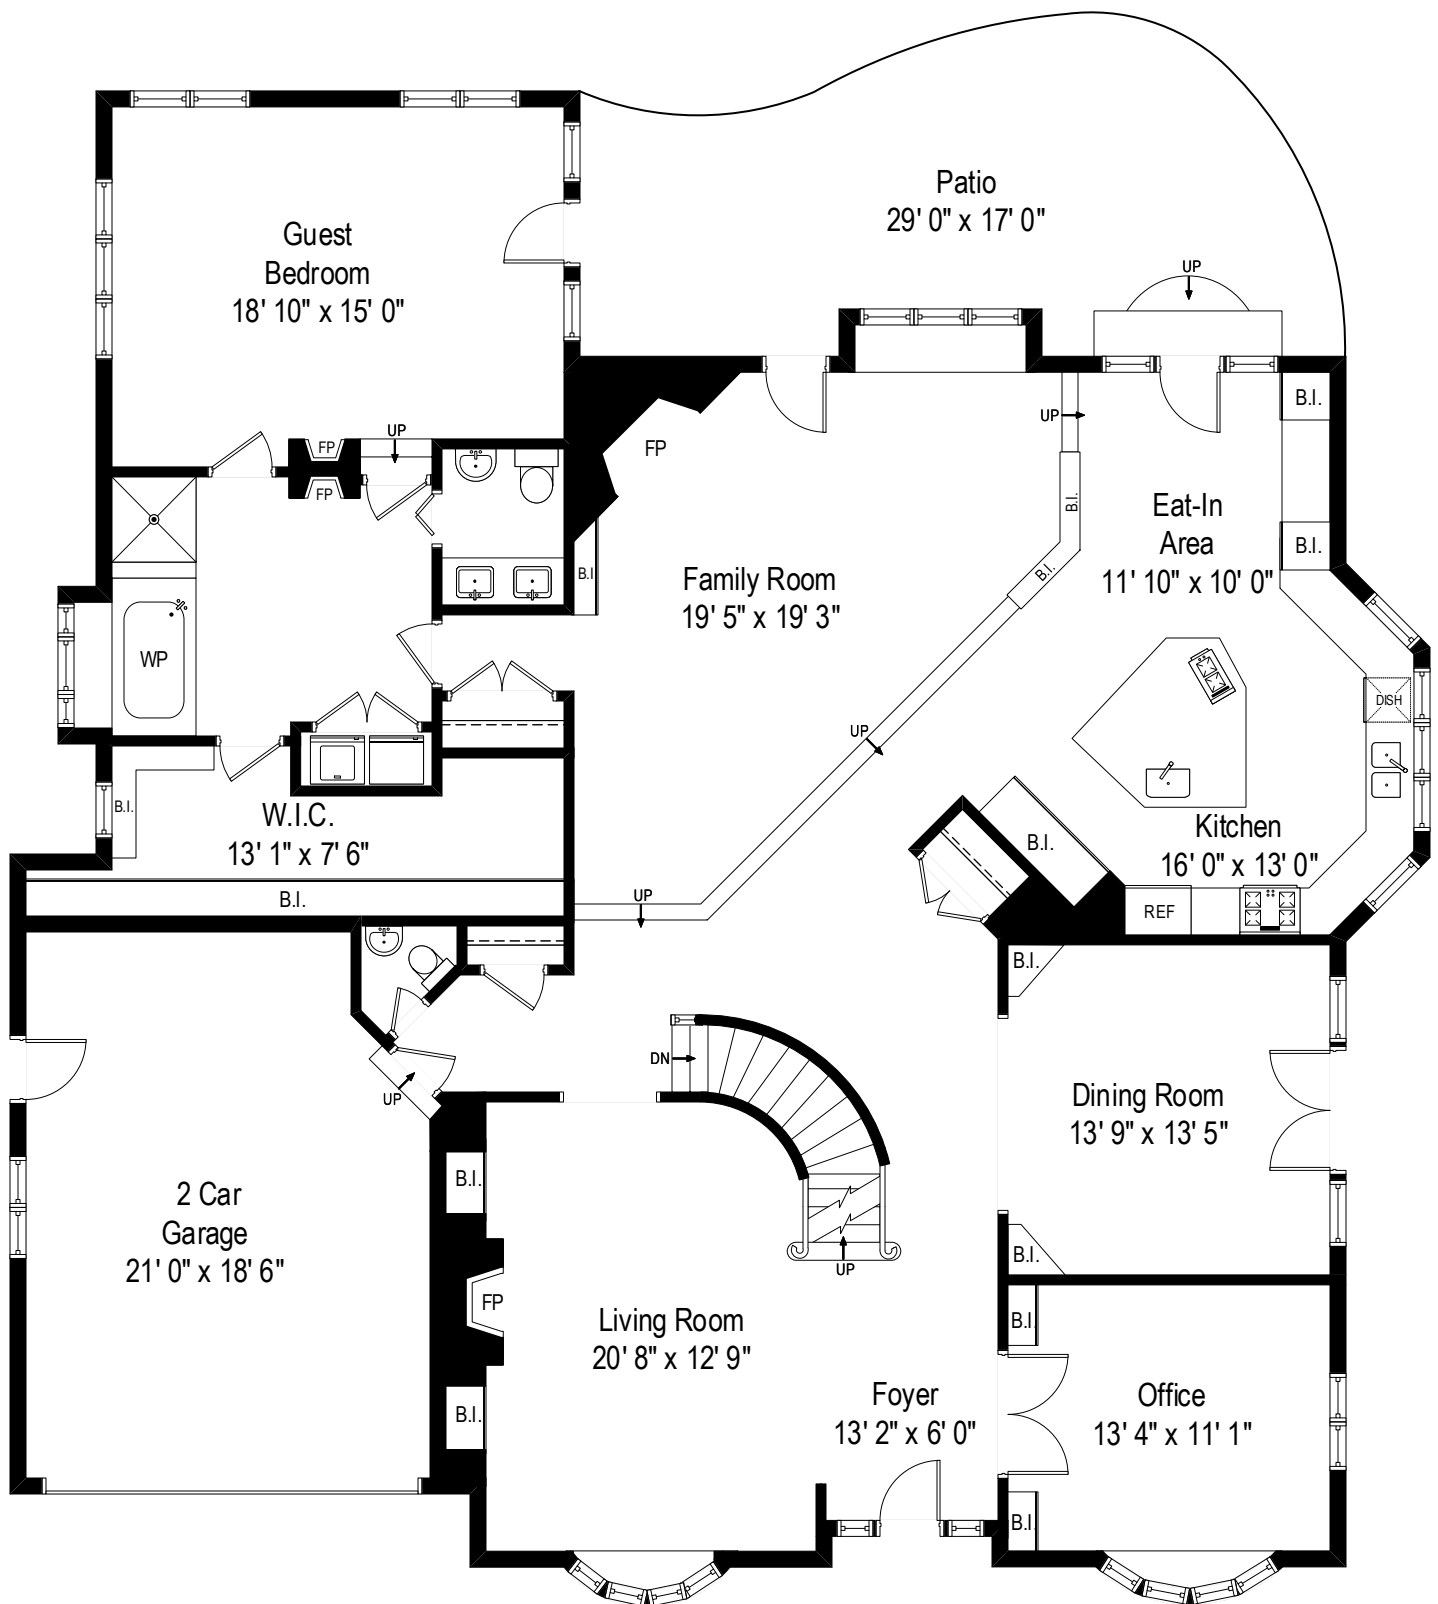 Patio
29' 0" x 17' 0"
Guest
Bedroom
18' 10" x 15' 0"
UP
UP
B.I.
UP
FP
FP
FP
B.I.
Eat-In
Area
11' 10" x 10' 0"
B.I.
B.I.
B.I.
Family Room
19' 5" x 19' 3"
WP
DISH
UP
B.I.
W.I.C.
13' 1" x 7' 6"
B.I.
Kitchen
16' 0" x 13' 0"
B.I.
UP
REF
B.I.
DN
UP
Dining Room
13' 9" x 13' 5"
2 Car
Garage
21' 0" x 18' 6"
B.I.
UP
B.I.
FP
Living Room
20' 8" x 12' 9"
B.I.
B.I.
Foyer
13' 2" x 6' 0"
Office
13' 4" x 11' 1"
B.I.